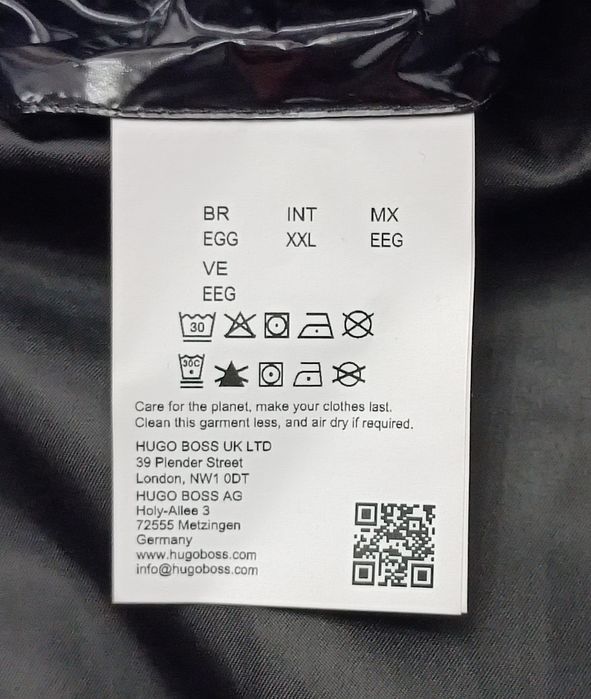 BR INT MX
EGG XXL EEG
VE
EEG
30
30C
Care for the planet, make your clothes last.
Clean this garment less, and air dry if required.
HUGO BOSS UK LTD
39 Plender Street
London, NW1 0DT
HUGO BOSS AG
Holy-Allee 3
72555 Metzingen
Germany
www.hugoboss.com
info@hugoboss.com